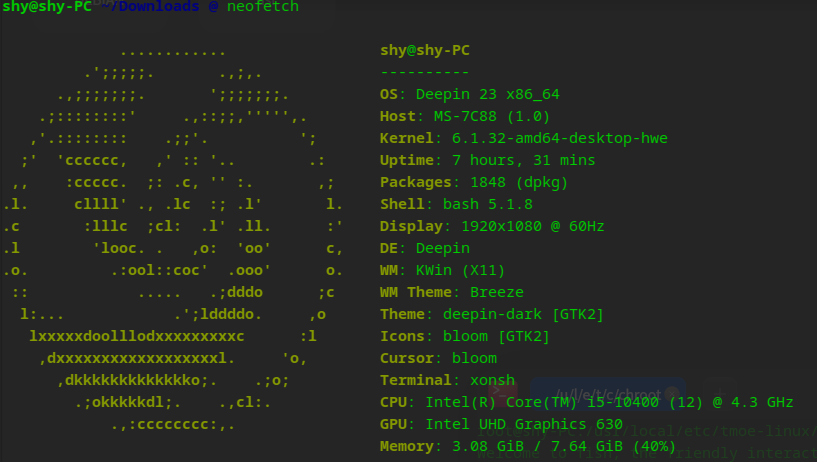 shy@shy-PC ~/Downloads @ neofetch
shy@shy-PC
----------
OS: Deepin 23 x86_64
Host: MS-7C88 (1.0)
Kernel: 6.1.32-amd64-desktop-hwe
Uptime: 7 hours, 31 mins
Packages: 1848 (dpkg)
Shell: bash 5.1.8
Display: 1920x1080 @ 60Hz
DE: Deepin
WM: KWin (X11)
WM Theme: Breeze
Theme: deepin-dark [GTK2]
Icons: bloom [GTK2]
Cursor: bloom
Terminal: xonsh
CPU: Intel(R) Core(TM) i5-10400 (12) @ 4.3 GHz
GPU: Intel UHD Graphics 630
Memory: 3.08 GiB / 7.64 GiB (40%)